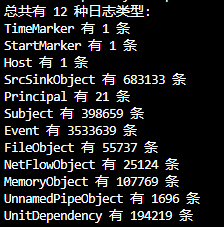 总共有 12 种日志类型:
TimeMarker 有 1 条
StartMarker 有 1 条
Host 有 1 条
SrcSinkObject 有 683133 条
Principal 有 21 条
Subject 有 398659 条
Event 有 3533639 条
FileObject 有 55737 条
NetFlowObject 有 25124 条
MemoryObject 有 107769 条
UnnamedPipeObject 有 1696 条
UnitDependency 有 194219 条